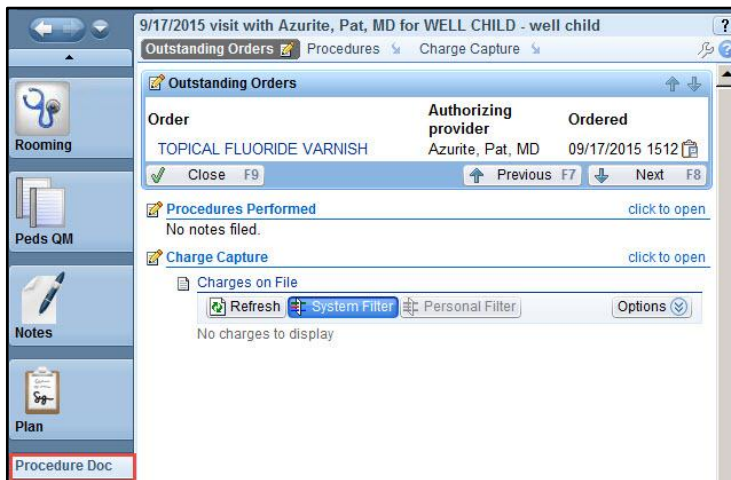 9/17/2015 visit with Azurite, Pat, MD for WELL CHILD - well child ?
Outstanding Orders Procedures Charge Capture ?
Rooming
Peds QM
Notes
Plan
Procedure Doc
Outstanding Orders
Order Authorizing provider Ordered
TOPICAL FLUORIDE VARNISH Azurite, Pat, MD 09/17/2015 1512
Close F9 Previous F7 Next F8
Procedures Performed click to open
No notes filed.
Charge Capture click to open
Charges on File
Refresh System Filter Personal Filter Options
No charges to display